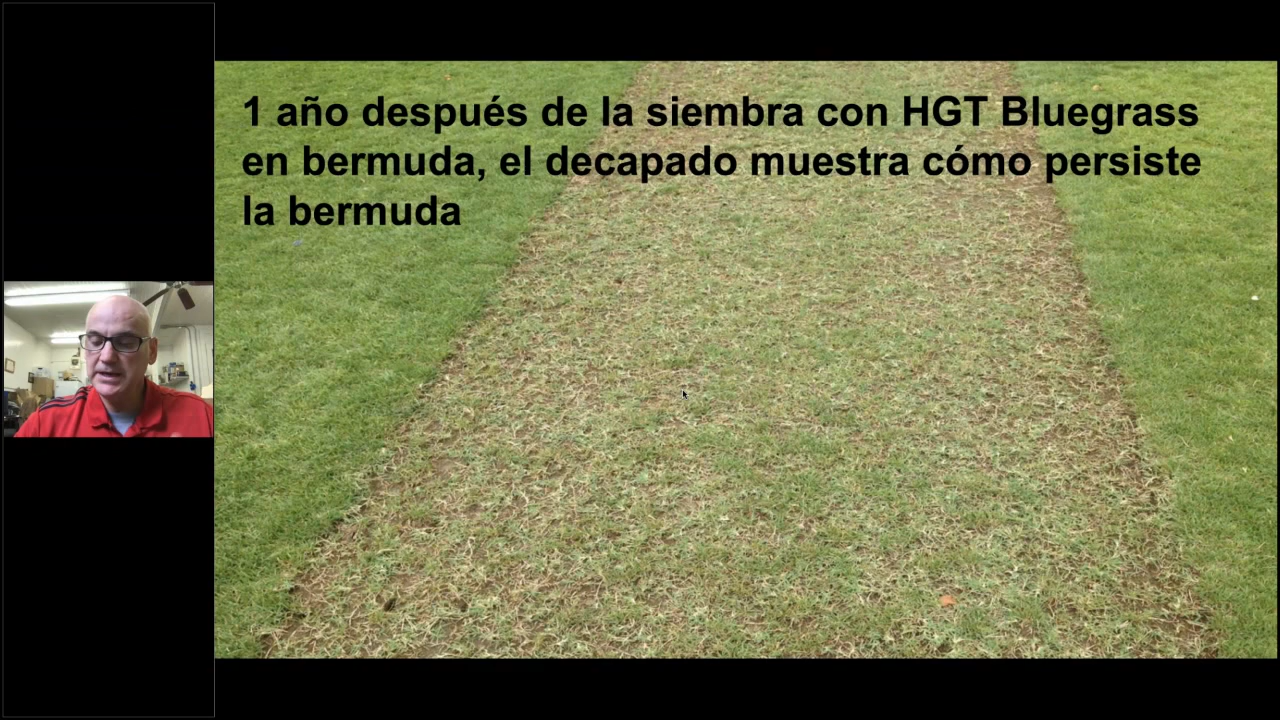 1 año después de la siembra con HGT Bluegrass
en bermuda, el decapado muestra cómo persiste
la bermuda